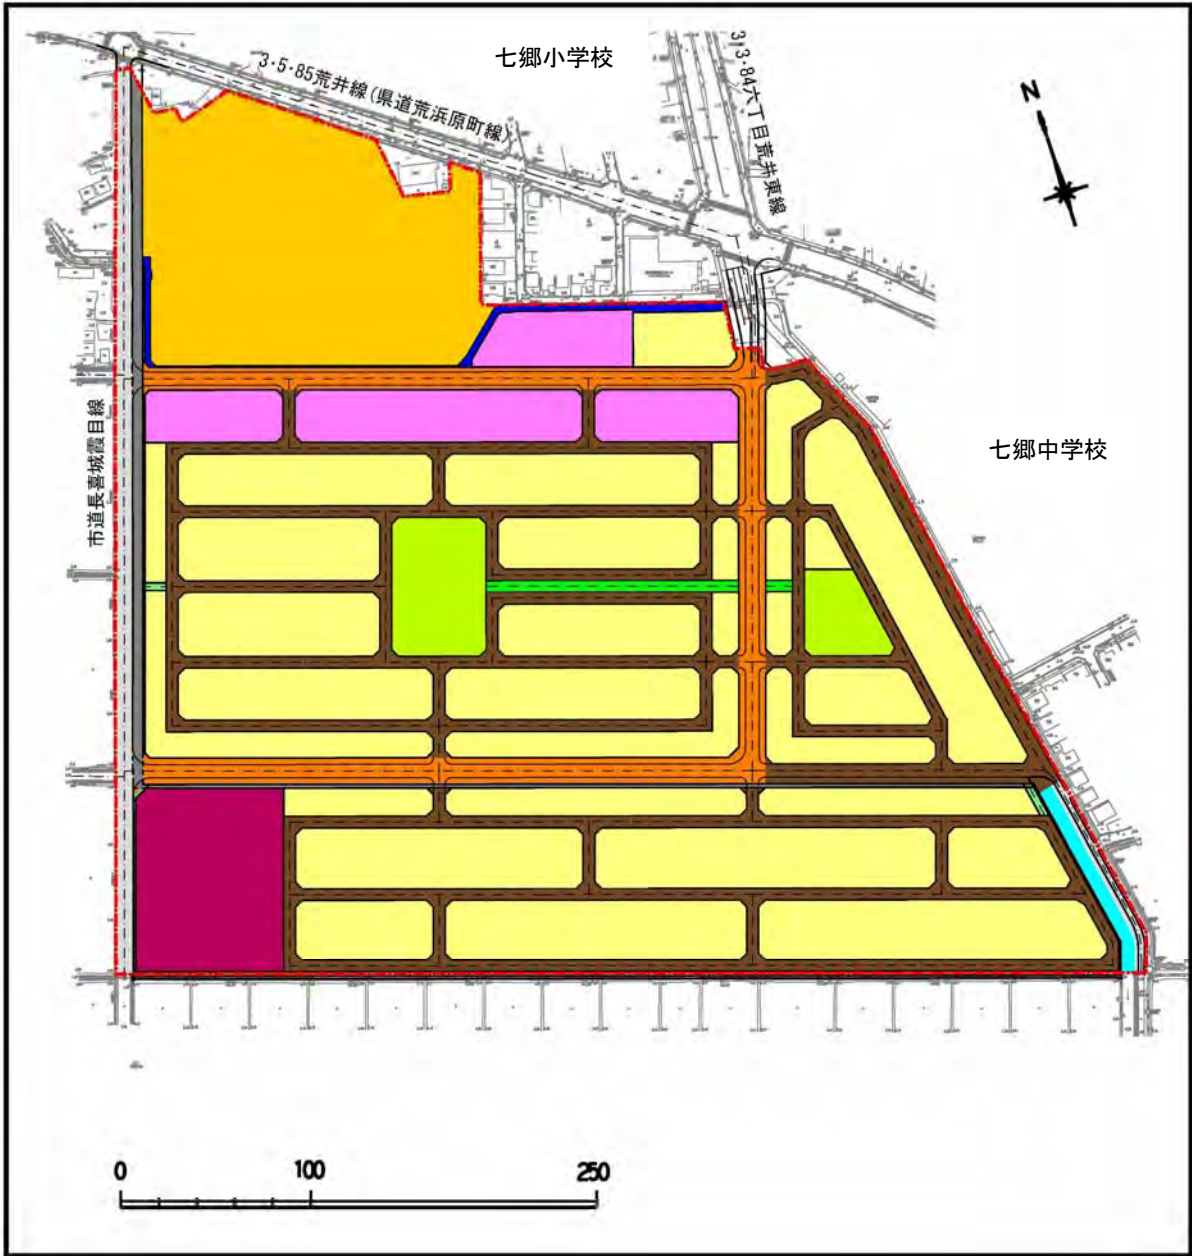 七郷小学校
3・5・85荒井線(県道荒浜原町線)
3・3・84六丁目荒井東線
N
市道長喜城霞目線
七郷中学校
0 100 250